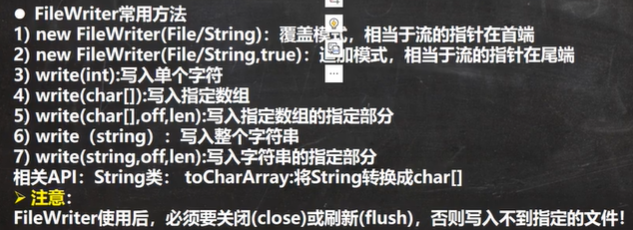 ● FileWriter常用方法
1) new FileWriter(File/String)：覆盖模式，相当于流的指针在首端
2) new FileWriter(File/String,true)：追加模式，相当于流的指针在尾端
3) write(int):写入单个字符
4) write(char[]):写入指定数组
5) write(char[],off,len):写入指定数组的指定部分
6) write（string）：写入整个字符串
7) write(string,off,len):写入字符串的指定部分
相关API：String类： toCharArray:将String转换成char[]
➢ 注意：
FileWriter使用后，必须要关闭(close)或刷新(flush)，否则写入不到指定的文件!